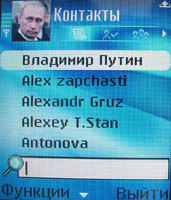 Контакты
Владимир Путин
Alex zapchasti
Alexandr Gruz
Alexey T.Stan
Antonova
Функции Выйти